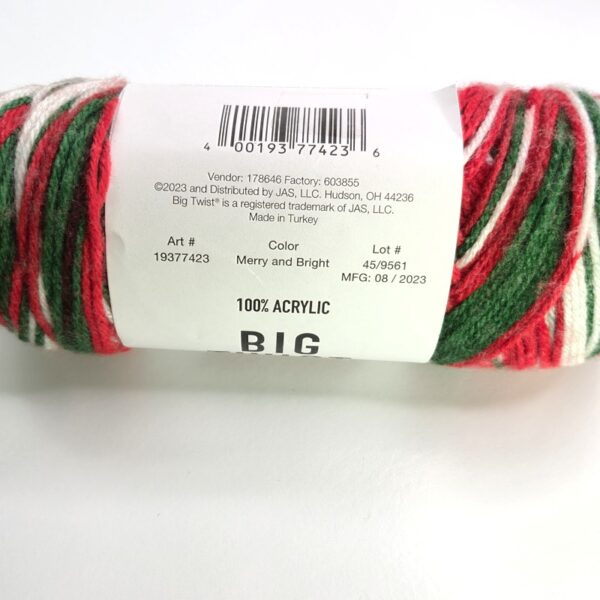 4 00193 77423 6
Vendor: 178646 Factory: 603855
©2023 and Distributed by JAS, LLC. Hudson, OH 44236
Big Twist® is a registered trademark of JAS, LLC.
Made in Turkey
Art # Color Lot #
19377423 Merry and Bright 45/9561
MFG: 08 / 2023
100% ACRYLIC
BIG